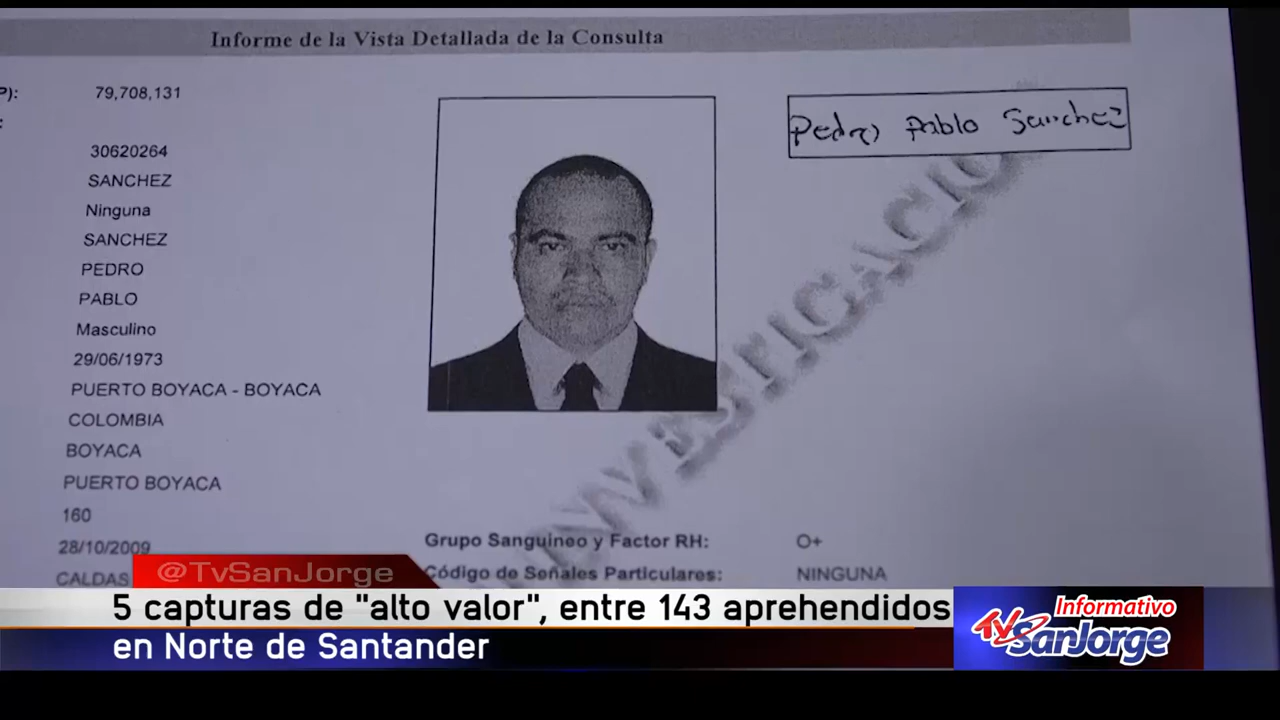 Informe de la Vista Detallada de la Consulta
P):
79,708,131
30620264
SANCHEZ
Ninguna
SANCHEZ
PEDRO
PABLO
Masculino
29/06/1973
PUERTO BOYACA - BOYACA
COLOMBIA
BOYACA
PUERTO BOYACA
160
28/10/2009
CALDAS
Pedro Pablo Sanchez
INVESTIGACIO
Grupo Sanguineo y Factor RH: O+
Código de Señales Particulares: NINGUNA
@TvSanJorge
5 capturas de "alto valor", entre 143 aprehendidos
en Norte de Santander
Informativo
TV SanJorge